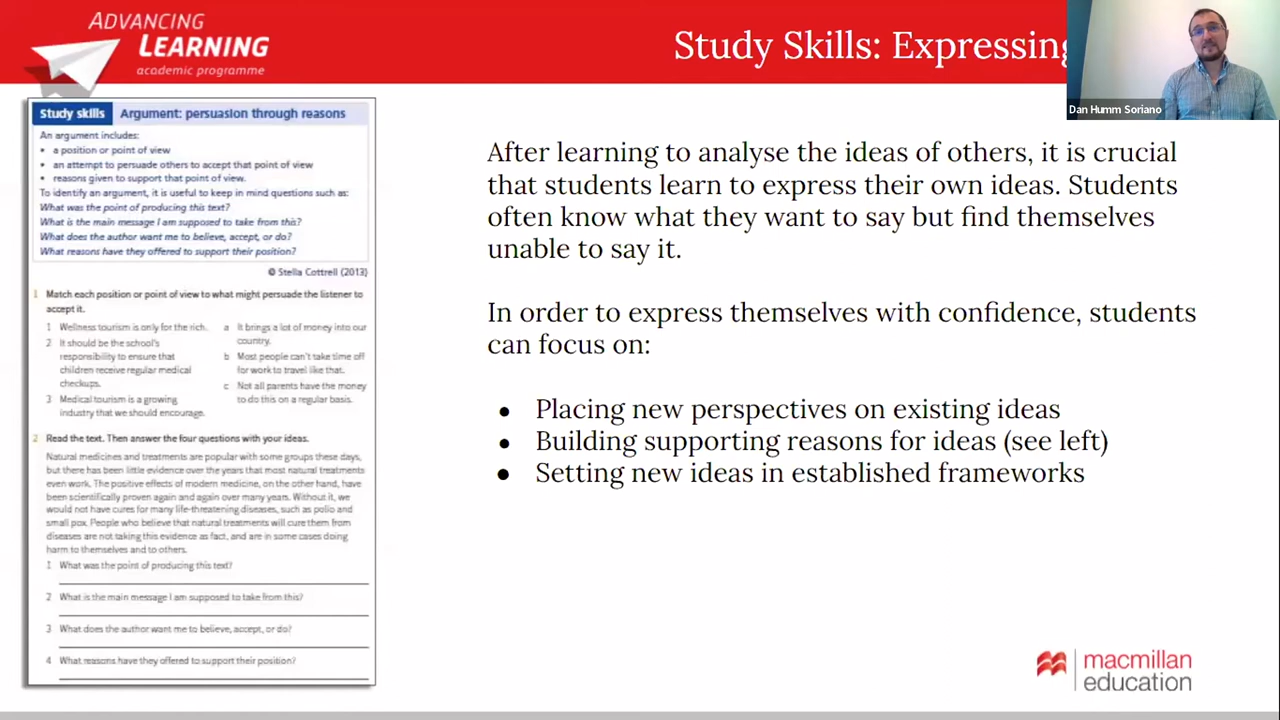 ADVANCING
LEARNING
academic programme
Study Skills: Expressing
Dan Humm Soriano
Study skills Argument: persuasion through reasons
An argument includes:
• a position or point of view
• an attempt to persuade others to accept that point of view
• reasons given to support that point of view.
To identify an argument, it is useful to keep in mind questions such as:
What was the point of producing this text?
What is the main message I am supposed to take from this?
What does the author want me to believe, accept, or do?
What reasons have they offered to support their position?
© Stella Cottrell (2013)
1 Match each position or point of view to what might persuade the listener to
accept it.
1 Wellness tourism is only for the rich.
2 It should be the school's
responsibility to ensure that
children receive regular medical
checkups.
3 Medical tourism is a growing
industry that we should encourage.
a It brings a lot of money into our
country.
b Most people can't take time off
for work to travel like that.
c Not all parents have the money
to do this on a regular basis.
2 Read the text. Then answer the four questions with your ideas.
Natural medicines and treatments are popular with some groups these days,
but there has been little evidence over the years that most natural treatments
even work. The positive effects of modern medicine, on the other hand, have
been scientifically proven again and again over many years. Without it, we
would not have cures for many life-threatening diseases, such as polio and
small pox. People who believe that natural treatments will cure them from
diseases are not taking this evidence as fact, and are in some cases doing
harm to themselves and to others.
1 What was the point of producing this text?
2 What is the main message I am supposed to take from this?
3 What does the author want me to believe, accept, or do?
4 What reasons have they offered to support their position?
After learning to analyse the ideas of others, it is crucial
that students learn to express their own ideas. Students
often know what they want to say but find themselves
unable to say it.
In order to express themselves with confidence, students
can focus on:
● Placing new perspectives on existing ideas
● Building supporting reasons for ideas (see left)
● Setting new ideas in established frameworks
macmillan
education